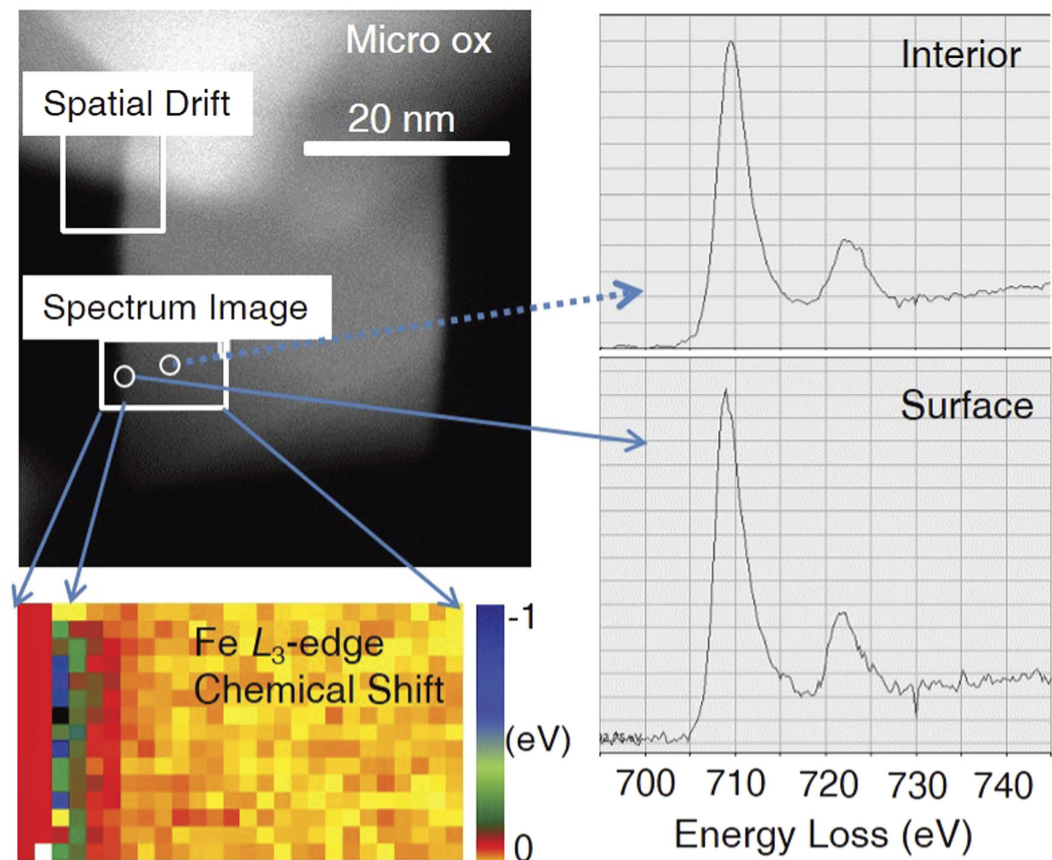 Micro ox
20 nm
Spatial Drift
Spectrum Image
Interior
Surface
700 710 720 730 740
Energy Loss (eV)
Fe L₃-edge
Chemical Shift
-1
(eV)
0